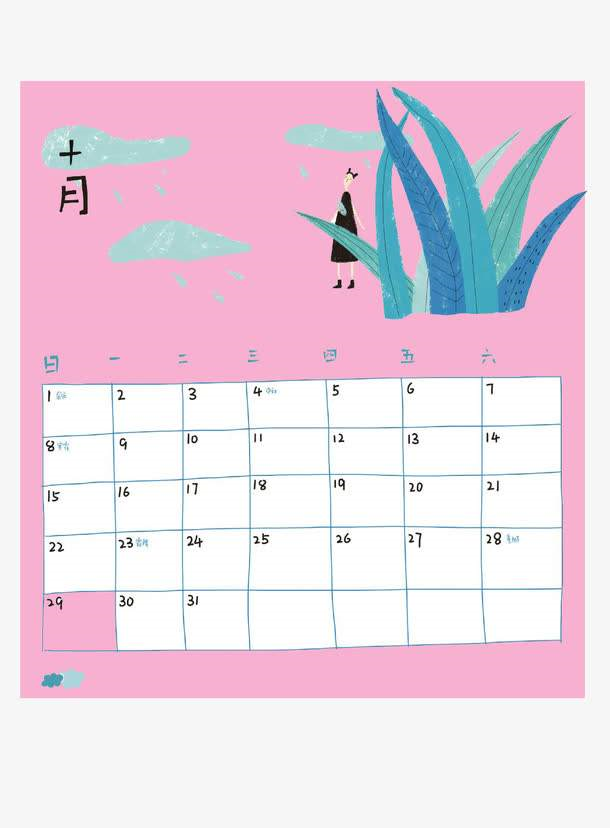 十
月
日 一 二 三 四 五 六
1 国庆 2 3 4 中秋 5 6 7
8 寒露 9 10 11 12 13 14
15 16 17 18 19 20 21
22 23 霜降 24 25 26 27 28 重阳
29 30 31